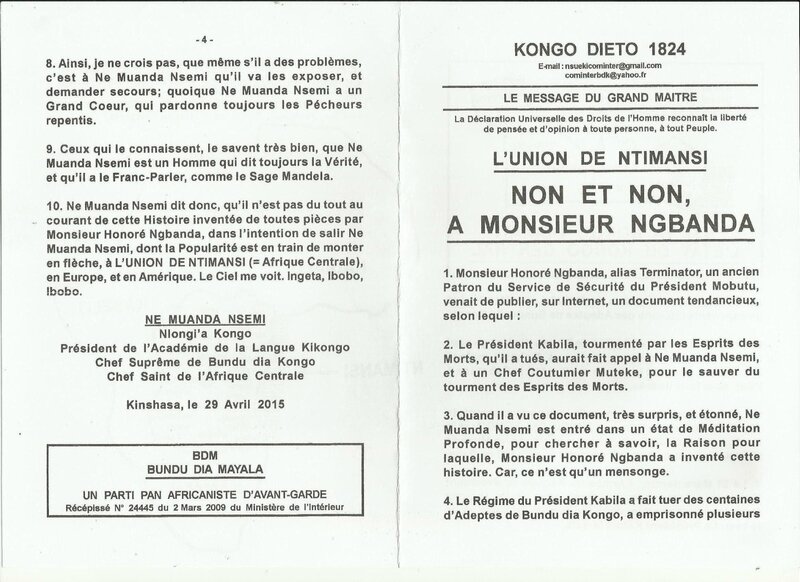 - 4 -
8. Ainsi, je ne crois pas, que même s'il a des problèmes,
c'est à Ne Muanda Nsemi qu'il va les exposer, et
demander secours; quoique Ne Muanda Nsemi a un
Grand Coeur, qui pardonne toujours les Pécheurs
repentis.
9. Ceux qui le connaissent, le savent très bien, que Ne
Muanda Nsemi est un Homme qui dit toujours la Vérité,
et qu'il a le Franc-Parler, comme le Sage Mandela.
10. Ne Muanda Nsemi dit donc, qu'il n'est pas du tout au
courant de cette Histoire inventée de toutes pièces par
Monsieur Honoré Ngbanda, dans l'intention de salir Ne
Muanda Nsemi, dont la Popularité est en train de monter
en flèche, à L'UNION DE NTIMANSI (= Afrique Centrale),
en Europe, et en Amérique. Le Ciel me voit. Ingeta, Ibobo,
Ibobo.
NE MUANDA NSEMI
Nlongi'a Kongo
Président de l'Académie de la Langue Kikongo
Chef Suprême de Bundu dia Kongo
Chef Saint de l'Afrique Centrale
Kinshasa, le 29 Avril 2015
BDM
BUNDU DIA MAYALA
UN PARTI PAN AFRICANISTE D'AVANT-GARDE
Récépissé N° 24445 du 2 Mars 2009 du Ministère de l'Intérieur
KONGO DIETO 1824
E-mail : nsuekicominter@gmail.com
cominterbdk@yahoo.fr
LE MESSAGE DU GRAND MAITRE
La Déclaration Universelle des Droits de l'Homme reconnaît la liberté
de pensée et d'opinion à toute personne, à tout Peuple.
L'UNION DE NTIMANSI
NON ET NON,
A MONSIEUR NGBANDA
1. Monsieur Honoré Ngbanda, alias Terminator, un ancien
Patron du Service de Sécurité du Président Mobutu,
venait de publier, sur Internet, un document tendancieux,
selon lequel :
2. Le Président Kabila, tourmenté par les Esprits des
Morts, qu'il a tués, aurait fait appel à Ne Muanda Nsemi,
et à un Chef Coutumier Muteke, pour le sauver du
tourment des Esprits des Morts.
3. Quand il a vu ce document, très surpris, et étonné, Ne
Muanda Nsemi est entré dans un état de Méditation
Profonde, pour chercher à savoir, la Raison pour
laquelle, Monsieur Honoré Ngbanda a inventé cette
histoire. Car, ce n'est qu'un mensonge.
4. Le Régime du Président Kabila a fait tuer des centaines
d'Adeptes de Bundu dia Kongo, a emprisonné plusieurs